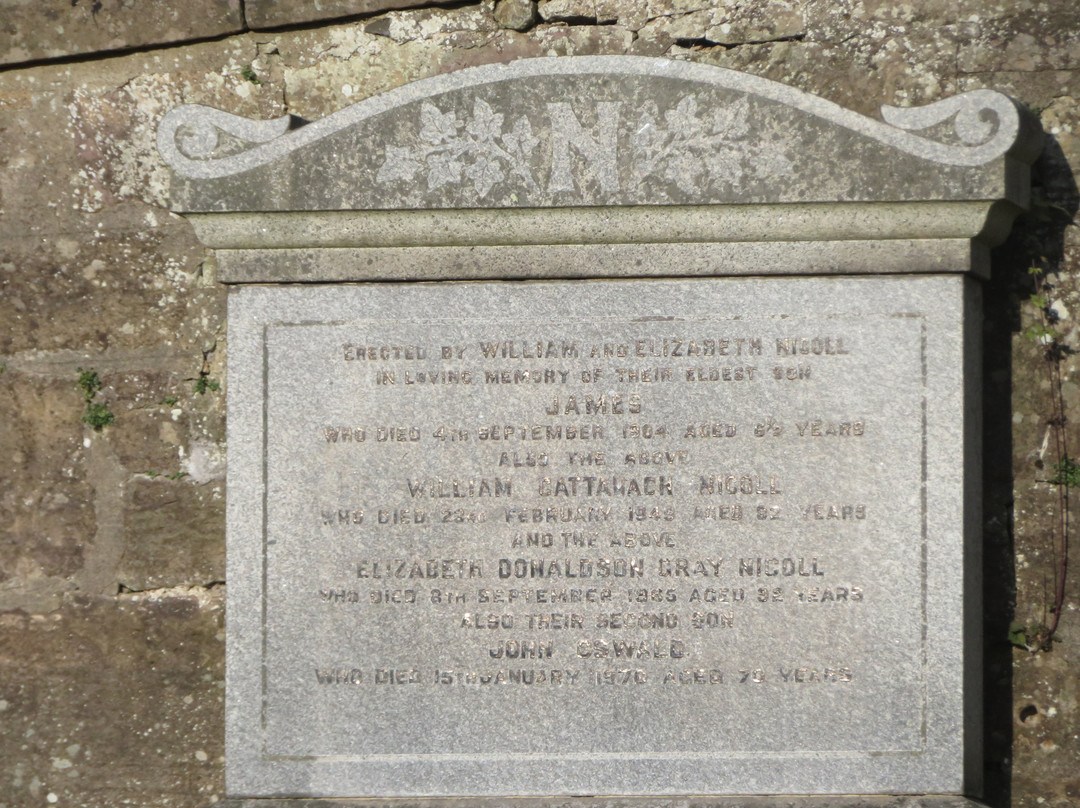 N
ERECTED BY WILLIAM AND ELIZABETH NICOLL
IN LOVING MEMORY OF THEIR ELDEST SON
JAMES
WHO DIED 4TH SEPTEMBER 1904 AGED 6½ YEARS
ALSO THE ABOVE
WILLIAM CATTANACH NICOLL
WHO DIED FEBRUARY AGED YEARS
AND THE ABOVE
ELIZABETH DONALDSON GRAY NICOLL
WHO DIED 8TH SEPTEMBER AGED YEARS
ALSO THEIR SECOND SON
JOHN OSWALD
WHO DIED 15TH JANUARY 1970 AGED YEARS